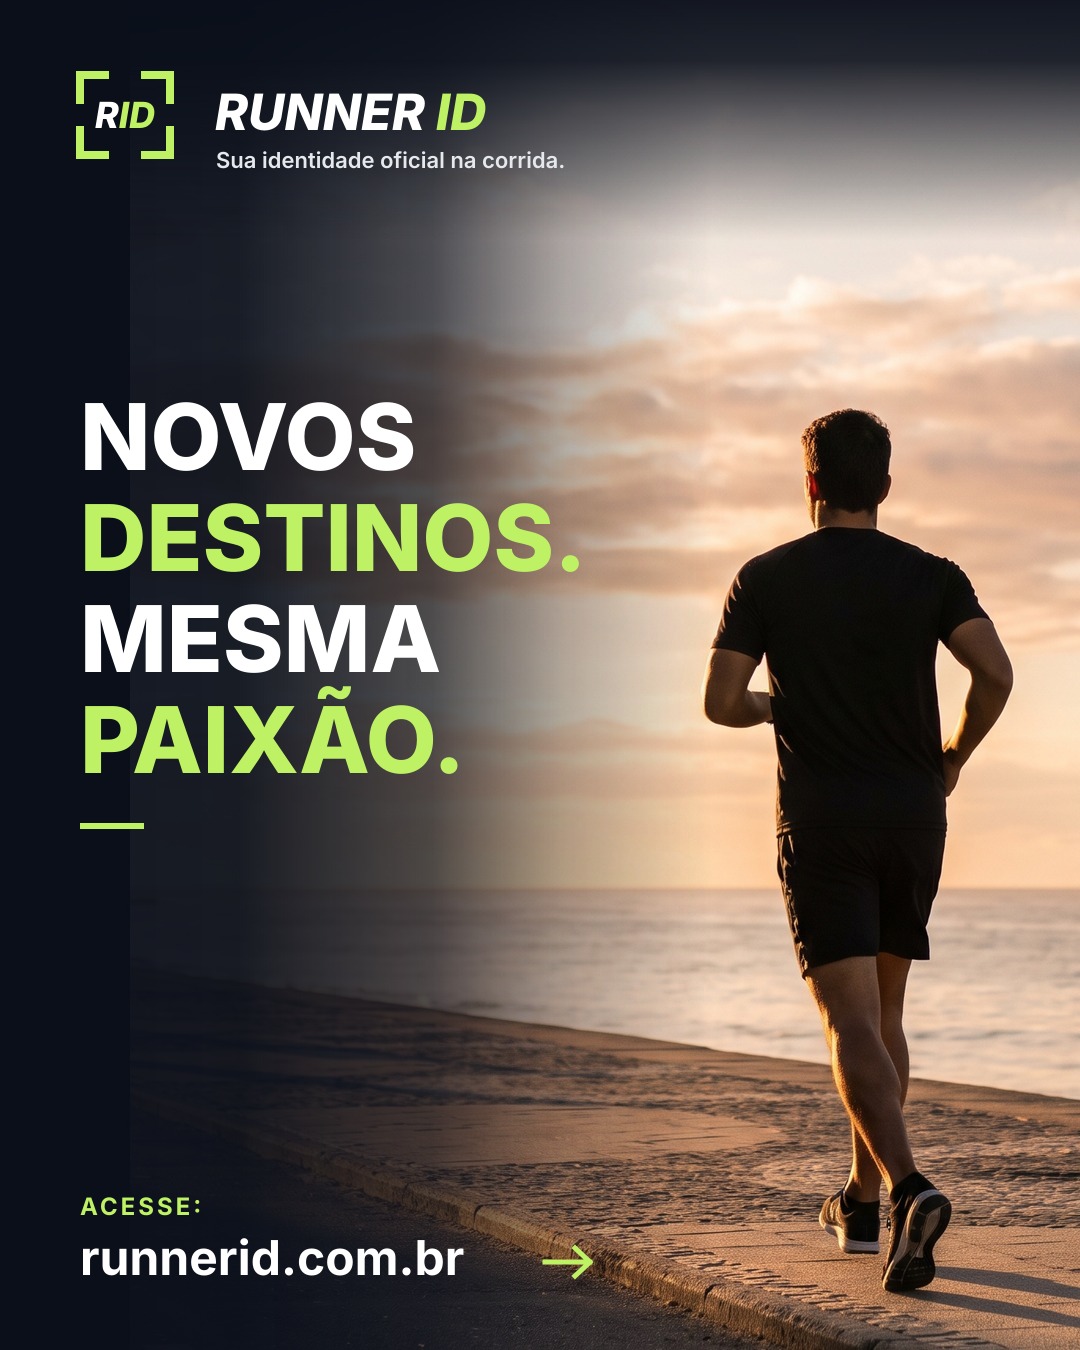 RID
RUNNER ID
Sua identidade oficial na corrida.
NOVOS
DESTINOS.
MESMA
PAIXÃO.
ACESSE:
runnerid.com.br